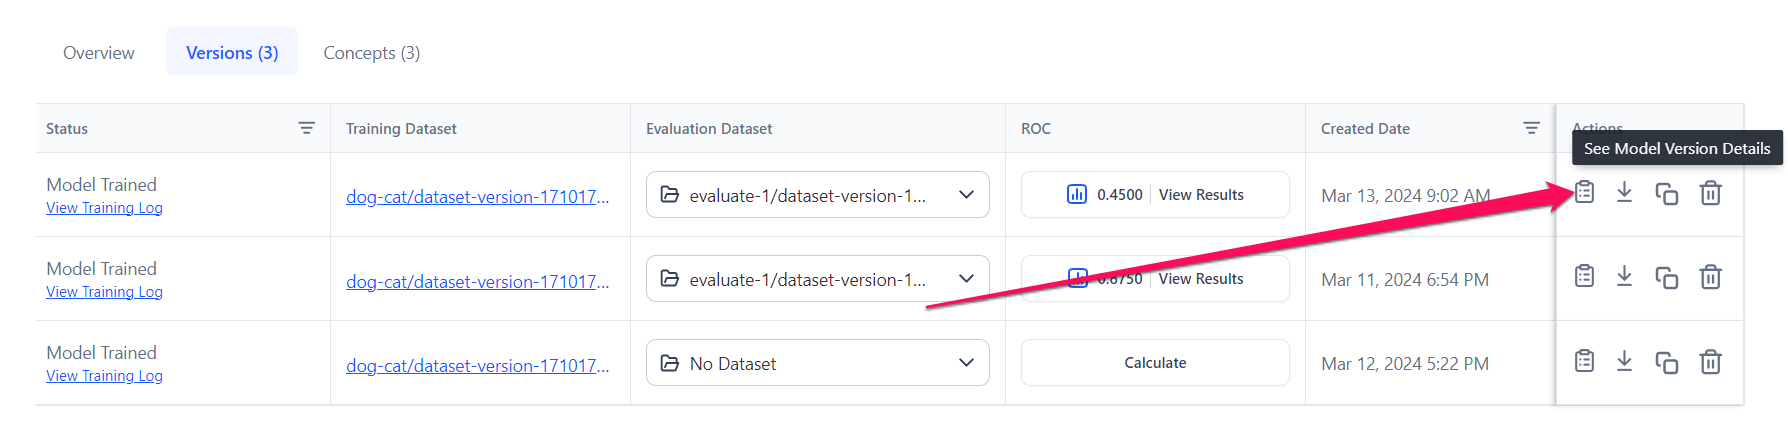 Overview Versions (3) Concepts (3)
Status Training Dataset Evaluation Dataset ROC Created Date Actions
See Model Version Details
Model Trained
View Training Log
dog-cat/dataset-version-171017... evaluate-1/dataset-version-1... 0.4500 View Results Mar 13, 2024 9:02 AM
Model Trained
View Training Log
dog-cat/dataset-version-171017... evaluate-1/dataset-version-1... 0.8750 View Results Mar 11, 2024 6:54 PM
Model Trained
View Training Log
dog-cat/dataset-version-171017... No Dataset Calculate Mar 12, 2024 5:22 PM